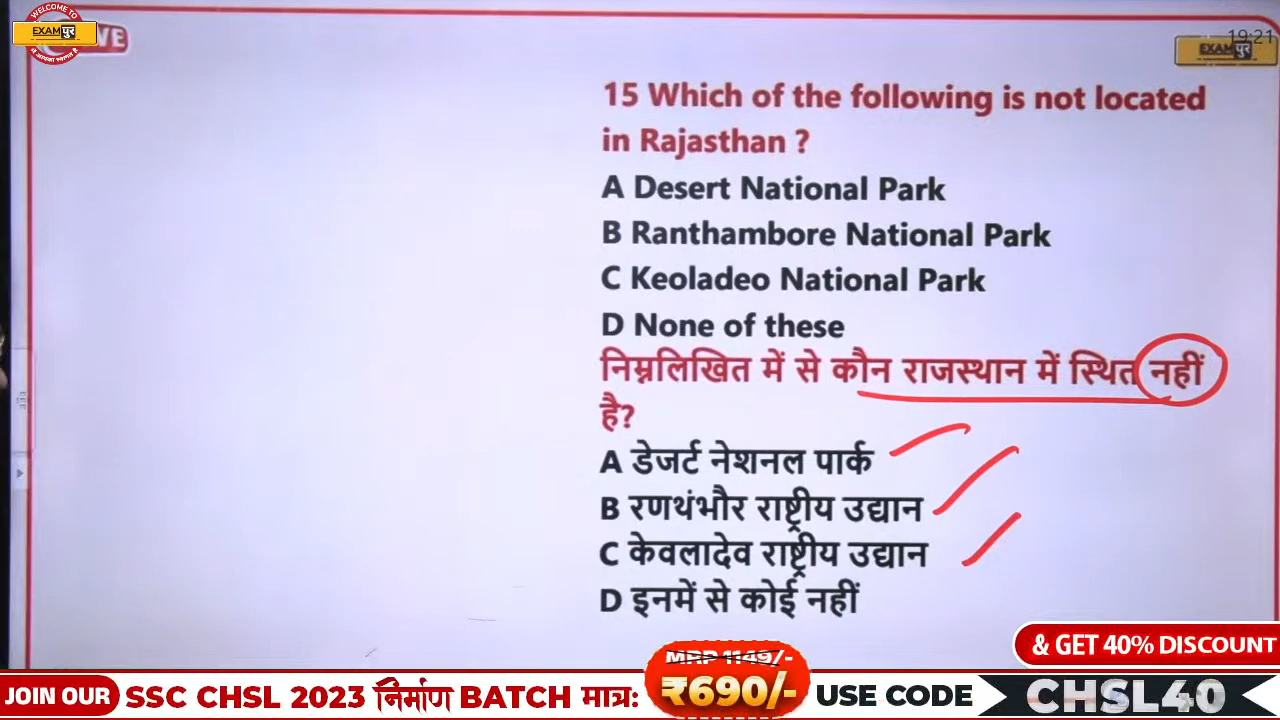 WELCOME TO
EXAMपुर
VE
19:21
EXAMपुर
15 Which of the following is not located
in Rajasthan ?
A Desert National Park
B Ranthambore National Park
C Keoladeo National Park
D None of these
निम्नलिखित में से कौन राजस्थान में स्थित नहीं
है?
A डेजर्ट नेशनल पार्क
B रणथंभौर राष्ट्रीय उद्यान
C केवलादेव राष्ट्रीय उद्यान
D इनमें से कोई नहीं
& GET 40% DISCOUNT
MRP 1149/-
JOIN OUR SSC CHSL 2023 निर्माण BATCH मात्र: ₹690/- USE CODE CHSL40